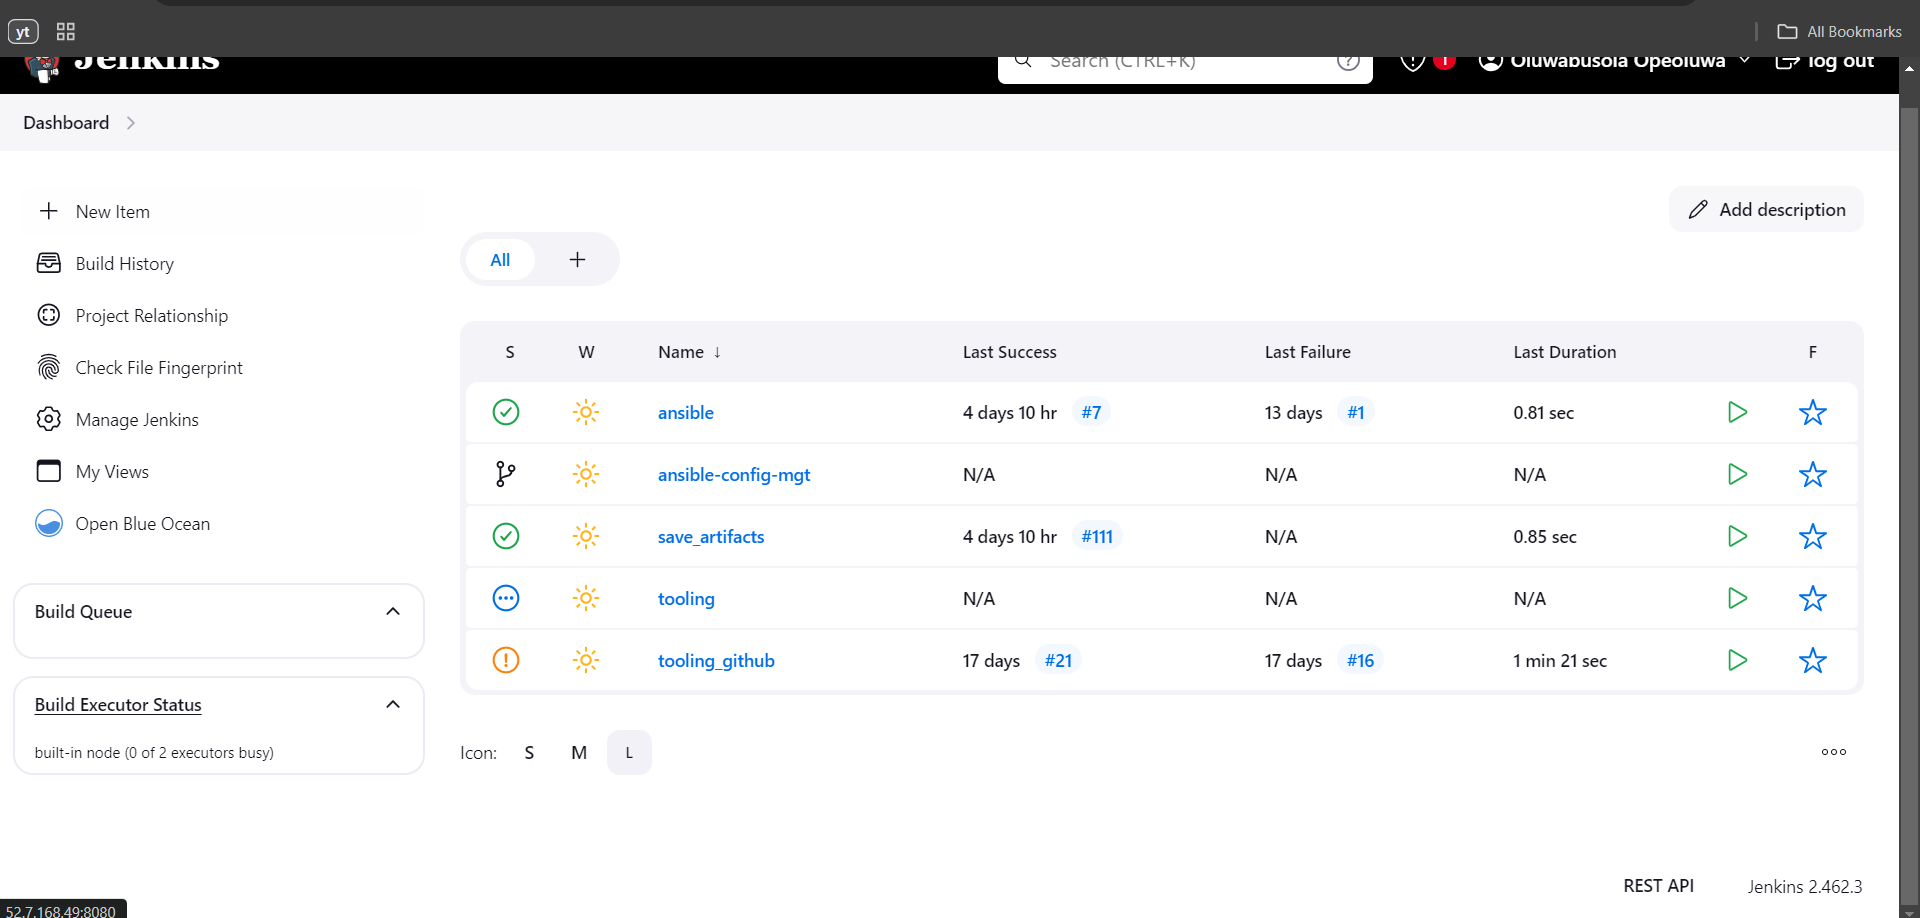 yt
All Bookmarks
Jenkins
Search (CTRL+K)
1
Oluwabusola Opeoluwa
log out
Dashboard
New Item
Add description
Build History
All
Project Relationship
Check File Fingerprint
Manage Jenkins
My Views
Open Blue Ocean
S W Name ↓ Last Success Last Failure Last Duration F
ansible 4 days 10 hr #7 13 days #1 0.81 sec
ansible-config-mgt N/A N/A N/A
save_artifacts 4 days 10 hr #111 N/A 0.85 sec
tooling N/A N/A N/A
tooling_github 17 days #21 17 days #16 1 min 21 sec
Build Queue
Build Executor Status
built-in node (0 of 2 executors busy)
Icon: S M L
REST API Jenkins 2.462.3
52.7.168.49:8080